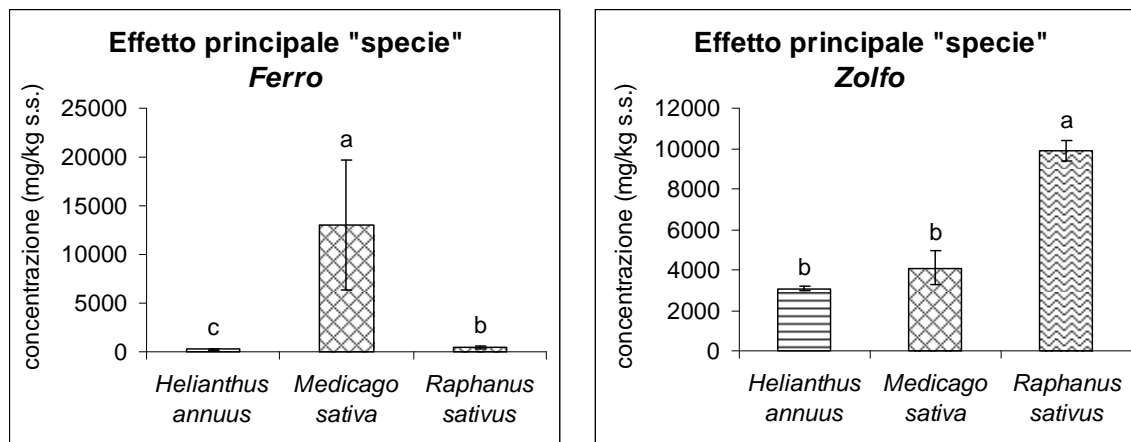 Effetto principale "specie"
Ferro
concentrazione (mg/kg s.s.)
25000
20000
15000
10000
5000
0
c
a
b
Helianthus annuus
Medicago sativa
Raphanus sativus
Effetto principale "specie"
Zolfo
concentrazione (mg/kg s.s.)
12000
10000
8000
6000
4000
2000
0
b
b
a
Helianthus annuus
Medicago sativa
Raphanus sativus